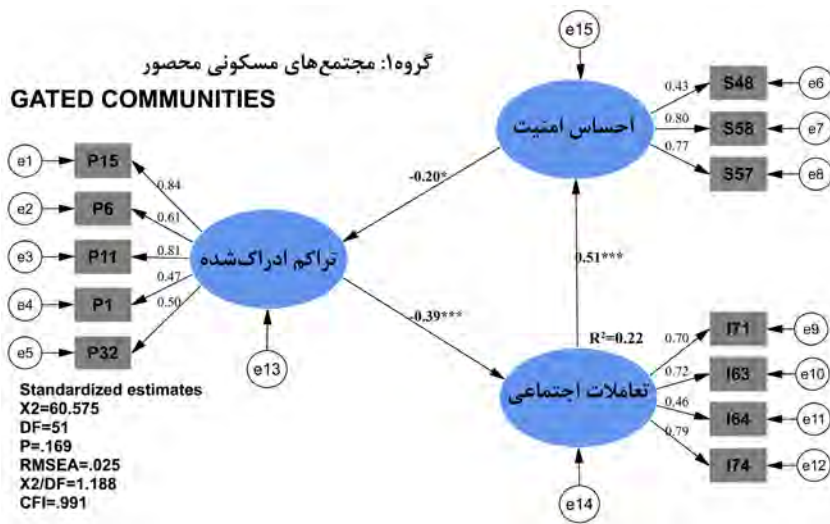 گروه۱: مجتمع‌های مسکونی محصور
GATED COMMUNITIES
e15
احساس امنیت
0.43
S48
e6
0.80
S58
e7
0.77
S57
e8
e1
P15
0.84
e2
P6
0.61
e3
P11
0.81
e4
P1
0.47
e5
P32
0.50
تراکم ادراک‌شده
e13
-0.20*
0.51***
-0.39***
R²=0.22
تعاملات اجتماعی
e14
0.70
I71
e9
0.72
I63
e10
0.46
I64
e11
0.79
I74
e12
Standardized estimates
X2=60.575
DF=51
P=.169
RMSEA=.025
X2/DF=1.188
CFI=.991